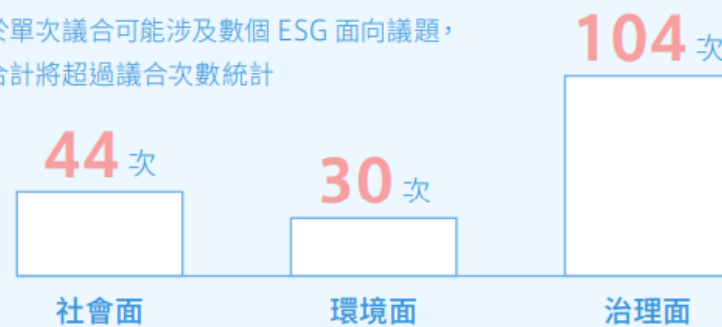 於單次議合可能涉及數個 ESG 面向議題，
合計將超過議合次數統計
104 次
44 次
30 次
社會面
環境面
治理面